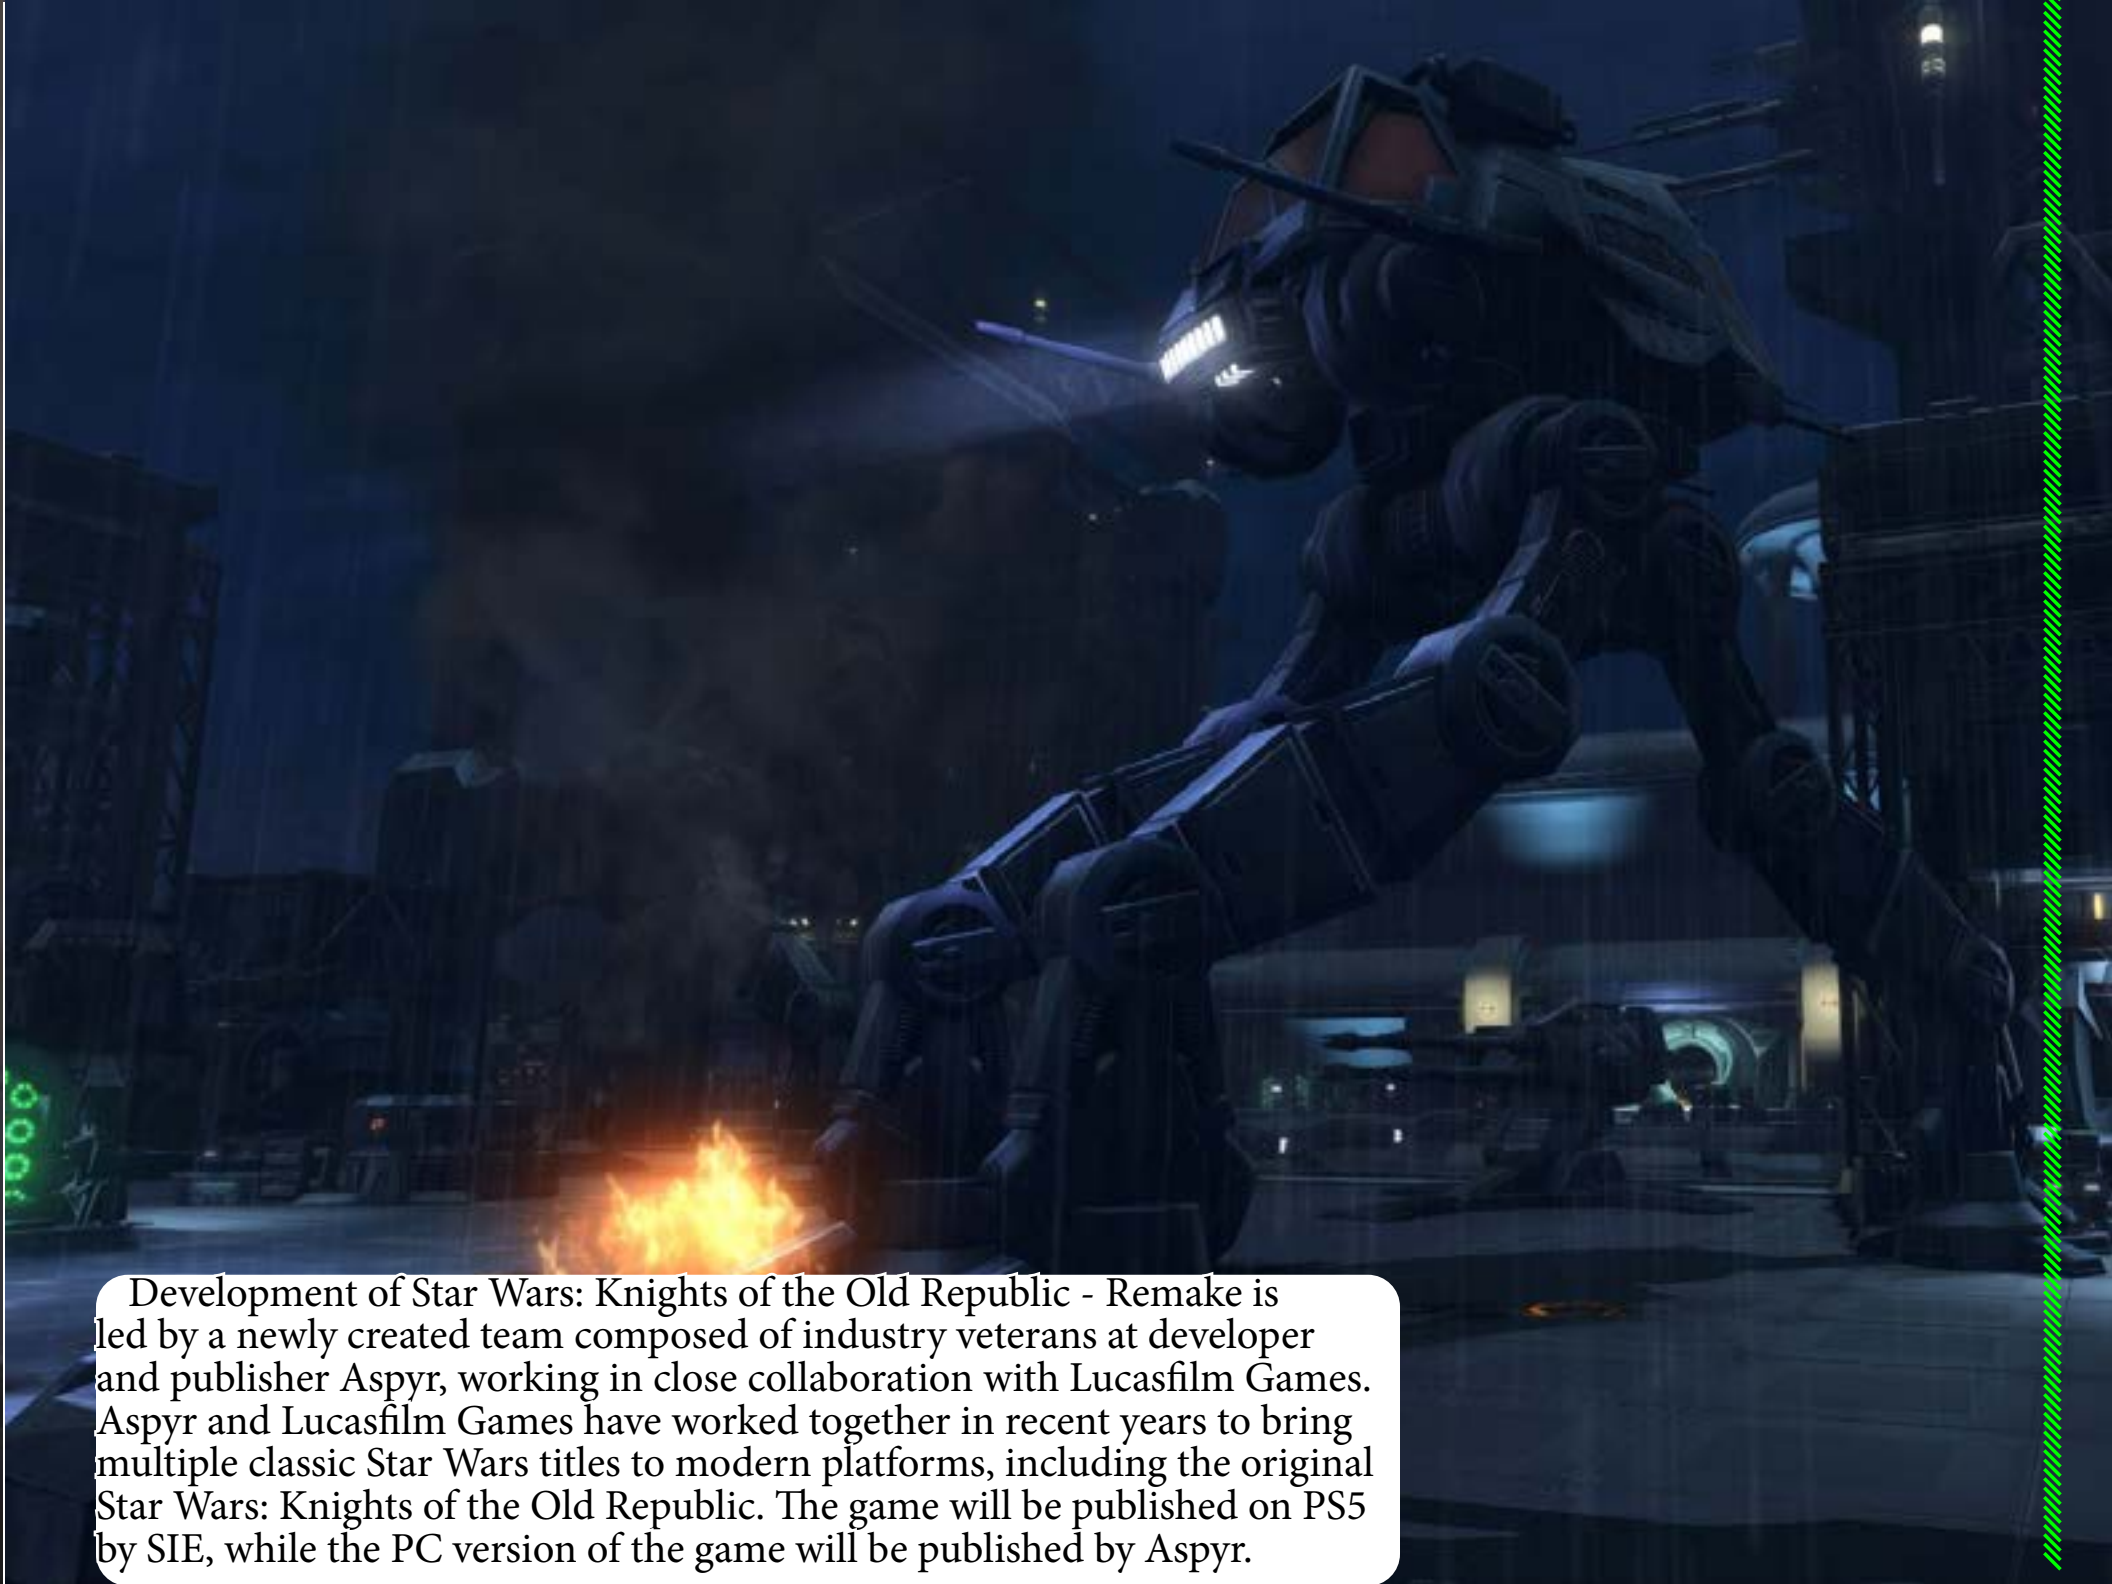 Development of Star Wars: Knights of the Old Republic - Remake is
led by a newly created team composed of industry veterans at developer
and publisher Aspyr, working in close collaboration with Lucasfilm Games.
Aspyr and Lucasfilm Games have worked together in recent years to bring
multiple classic Star Wars titles to modern platforms, including the original
Star Wars: Knights of the Old Republic. The game will be published on PS5
by SIE, while the PC version of the game will be published by Aspyr.